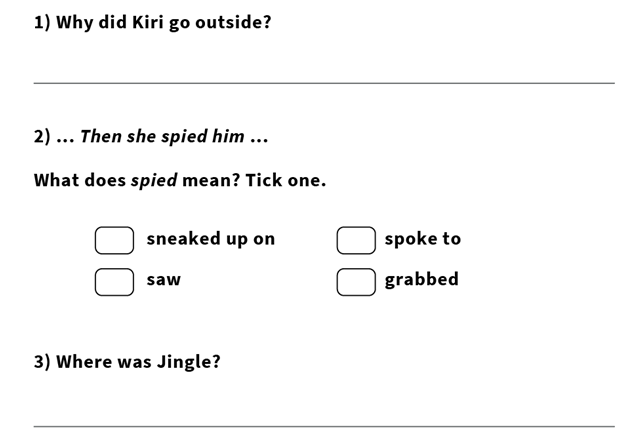 1) Why did Kiri go outside?
2) ... Then she spied him ...
What does spied mean? Tick one.
sneaked up on spoke to
saw grabbed
3) Where was Jingle?